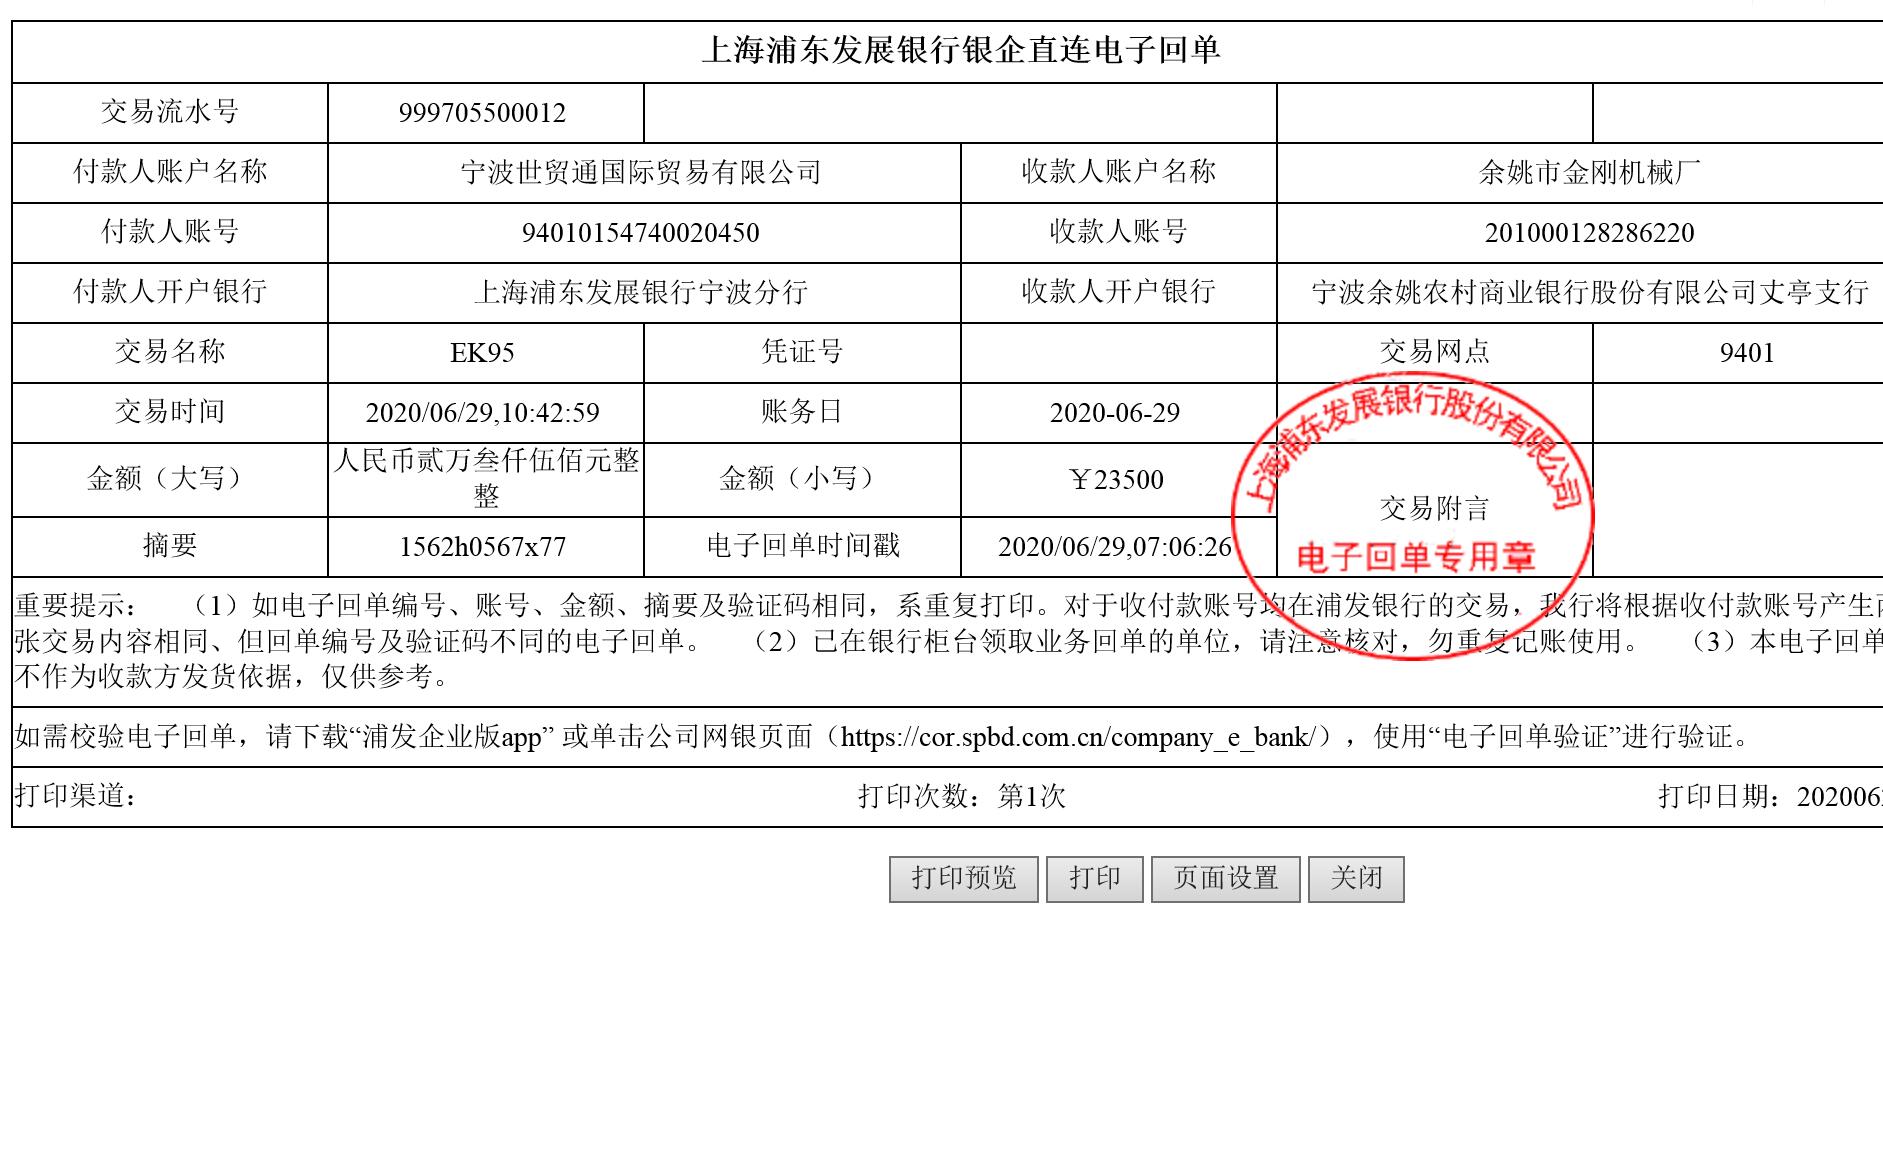 上海浦东发展银行银企直连电子回单
交易流水号 999705500012
付款人账户名称 宁波世贸通国际贸易有限公司 收款人账户名称 余姚市金刚机械厂
付款人账号 94010154740020450 收款人账号 201000128286220
付款人开户银行 上海浦东发展银行宁波分行 收款人开户银行 宁波余姚农村商业银行股份有限公司丈亭支行
交易名称 EK95 凭证号 交易网点 9401
交易时间 2020/06/29,10:42:59 账务日 2020-06-29
金额（大写） 人民币贰万叁仟伍佰元整
整
金额（小写） ￥23500
摘要 1562h0567x77 电子回单时间戳 2020/06/29,07:06:26
交易附言
上海浦东发展银行股份有限公司
电子回单专用章
重要提示： （1）如电子回单编号、账号、金额、摘要及验证码相同，系重复打印。对于收付款账号均在浦发银行的交易，我行将根据收付款账号产生两
张交易内容相同、但回单编号及验证码不同的电子回单。 （2）已在银行柜台领取业务回单的单位，请注意核对，勿重复记账使用。 （3）本电子回单
不作为收款方发货依据，仅供参考。
如需校验电子回单，请下载“浦发企业版app” 或单击公司网银页面（https://cor.spbd.com.cn/company_e_bank/），使用“电子回单验证”进行验证。
打印渠道： 打印次数：第1次 打印日期：202006
打印预览 打印 页面设置 关闭